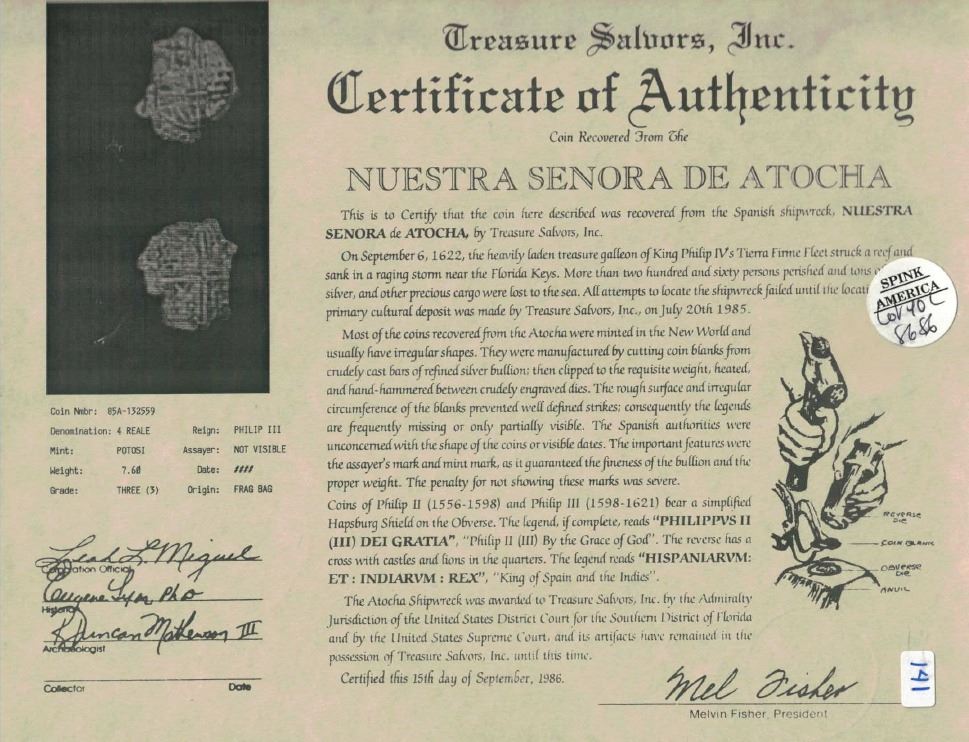 Treasure Salvors, Inc.
Certificate of Authenticity
Coin Recovered From The
NUESTRA SENORA DE ATOCHA
This is to Certify that the coin here described was recovered from the Spanish shipwreck, NUESTRA
SENORA de ATOCHA, by Treasure Salvors, Inc.
On September 6, 1622, the heavily laden treasure galleon of King Philip IV's Tierra Firme Fleet struck a reef and
sank in a raging storm near the Florida Keys. More than two hundred and sixty persons perished and tons
silver, and other precious cargo were lost to the sea. All attempts to locate the shipwreck failed until the
primary cultural deposit was made by Treasure Salvors, Inc., on July 20th 1985.
SPINK
AMERICA
Lot 40
8686
Most of the coins recovered from the Atocha were minted in the New World and
usually have irregular shapes. They were manufactured by cutting coin blanks from
crudely cast bars of refined silver bullion; then clipped to the requisite weight, heated,
and hand-hammered between crudely engraved dies. The rough surface and irregular
circumference of the blanks prevented well defined strikes; consequently the legends
are frequently missing or only partially visible. The Spanish authorities were
unconcerned with the shape of the coins or visible dates. The important features were
the assayer's mark and mint mark, as it guaranteed the fineness of the bullion and the
proper weight. The penalty for not showing these marks was severe.
Coins of Philip II (1556-1598) and Philip III (1598-1621) bear a simplified
Hapsburg Shield on the Obverse. The legend, if complete, reads "PHILIPPVS II
(III) DEI GRATIA", "Philip II (III) By the Grace of God". The reverse has a
cross with castles and lions in the quarters. The legend reads "HISPANIARVM:
ET : INDIARVM : REX", "King of Spain and the Indies".
The Atocha Shipwreck was awarded to Treasure Salvors, Inc. by the Admiralty
Jurisdiction of the United States District Court for the Southern District of Florida
and by the United States Supreme Court, and its artifacts have remained in the
possession of Treasure Salvors, Inc. until this time.
Certified this 15th day of September, 1986.
REVERSE
DIE
COIN BLANK
OBVERSE
DIE
ANVIL
Coin Nmbr: 85A-132559
Denomination: 4 REALE Reign: PHILIP III
Mint: POTOSI Assayer: NOT VISIBLE
Weight: 7.60 Date: ////
Grade: THREE (3) Origin: FRAG BAG
Leah L Miguel
Corporation Official
Eugene Lyon PhD
Historian
R Duncan Mathewson III
Archaeologist
Collector Date
Mel Fisher
Melvin Fisher, President
141